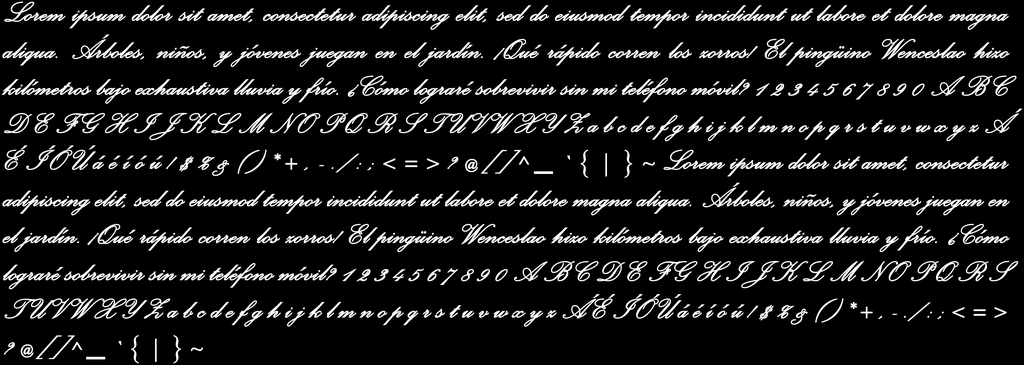 Lorem ipsum dolor sit amet, consectetur adipiscing elit, sed do eiusmod tempor incididunt ut labore et dolore magna
aliqua. Árboles, niños, y jóvenes juegan en el jardín. ¡Qué rápido corren los zorros! El pingüino Wenceslao hizo
kilómetros bajo exhaustiva lluvia y frío. ¿Cómo lograré sobrevivir sin mi teléfono móvil? 1 2 3 4 5 6 7 8 9 0 A B C
D E F G H I J K L M N O P Q R S T U V W X Y Z a b c d e f g h i j k l m n o p q r s t u v w x y z Á
É Í Ó Ú á é í ó ú ! $ % & ( ) * + , - . / : ; < = > ? @ [ ] ^ _ ` { | } ~ Lorem ipsum dolor sit amet, consectetur
adipiscing elit, sed do eiusmod tempor incididunt ut labore et dolore magna aliqua. Árboles, niños, y jóvenes juegan en
el jardín. ¡Qué rápido corren los zorros! El pingüino Wenceslao hizo kilómetros bajo exhaustiva lluvia y frío. ¿Cómo
lograré sobrevivir sin mi teléfono móvil? 1 2 3 4 5 6 7 8 9 0 A B C D E F G H I J K L M N O P Q R S
T U V W X Y Z a b c d e f g h i j k l m n o p q r s t u v w x y z Á É Í Ó Ú á é í ó ú ! $ % & ( ) * + , - . / : ; < = >
? @ [ ] ^ _ ` { | } ~